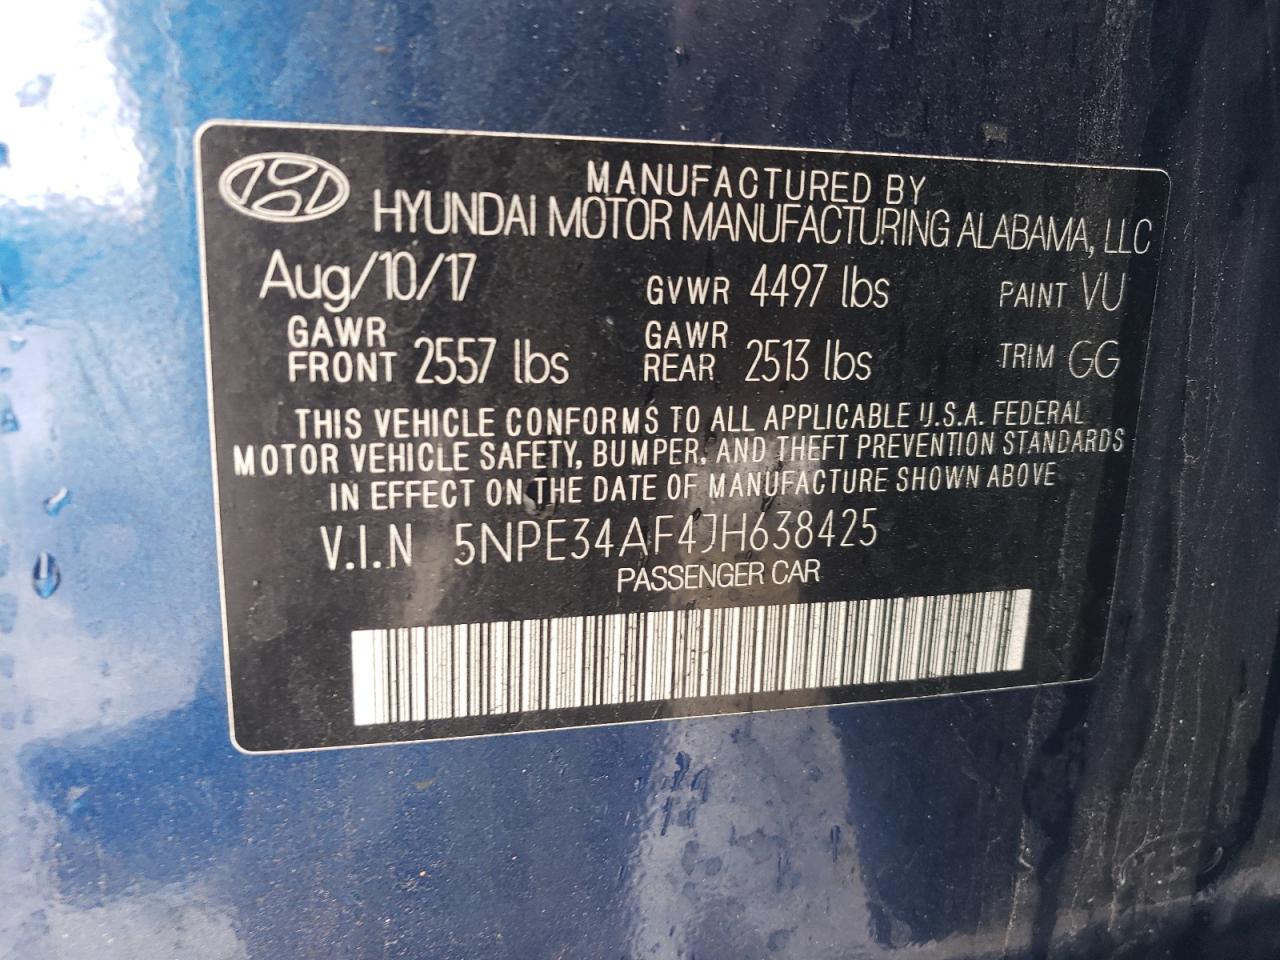 MANUFACTURED BY
HYUNDAI MOTOR MANUFACTURING ALABAMA, LLC
Aug/10/17 GVWR 4497 lbs PAINT VU
GAWR FRONT 2557 lbs GAWR REAR 2513 lbs TRIM GG
THIS VEHICLE CONFORMS TO ALL APPLICABLE U.S.A. FEDERAL
MOTOR VEHICLE SAFETY, BUMPER, AND THEFT PREVENTION STANDARDS
IN EFFECT ON THE DATE OF MANUFACTURE SHOWN ABOVE
V.I.N 5NPE34AF4JH638425
PASSENGER CAR